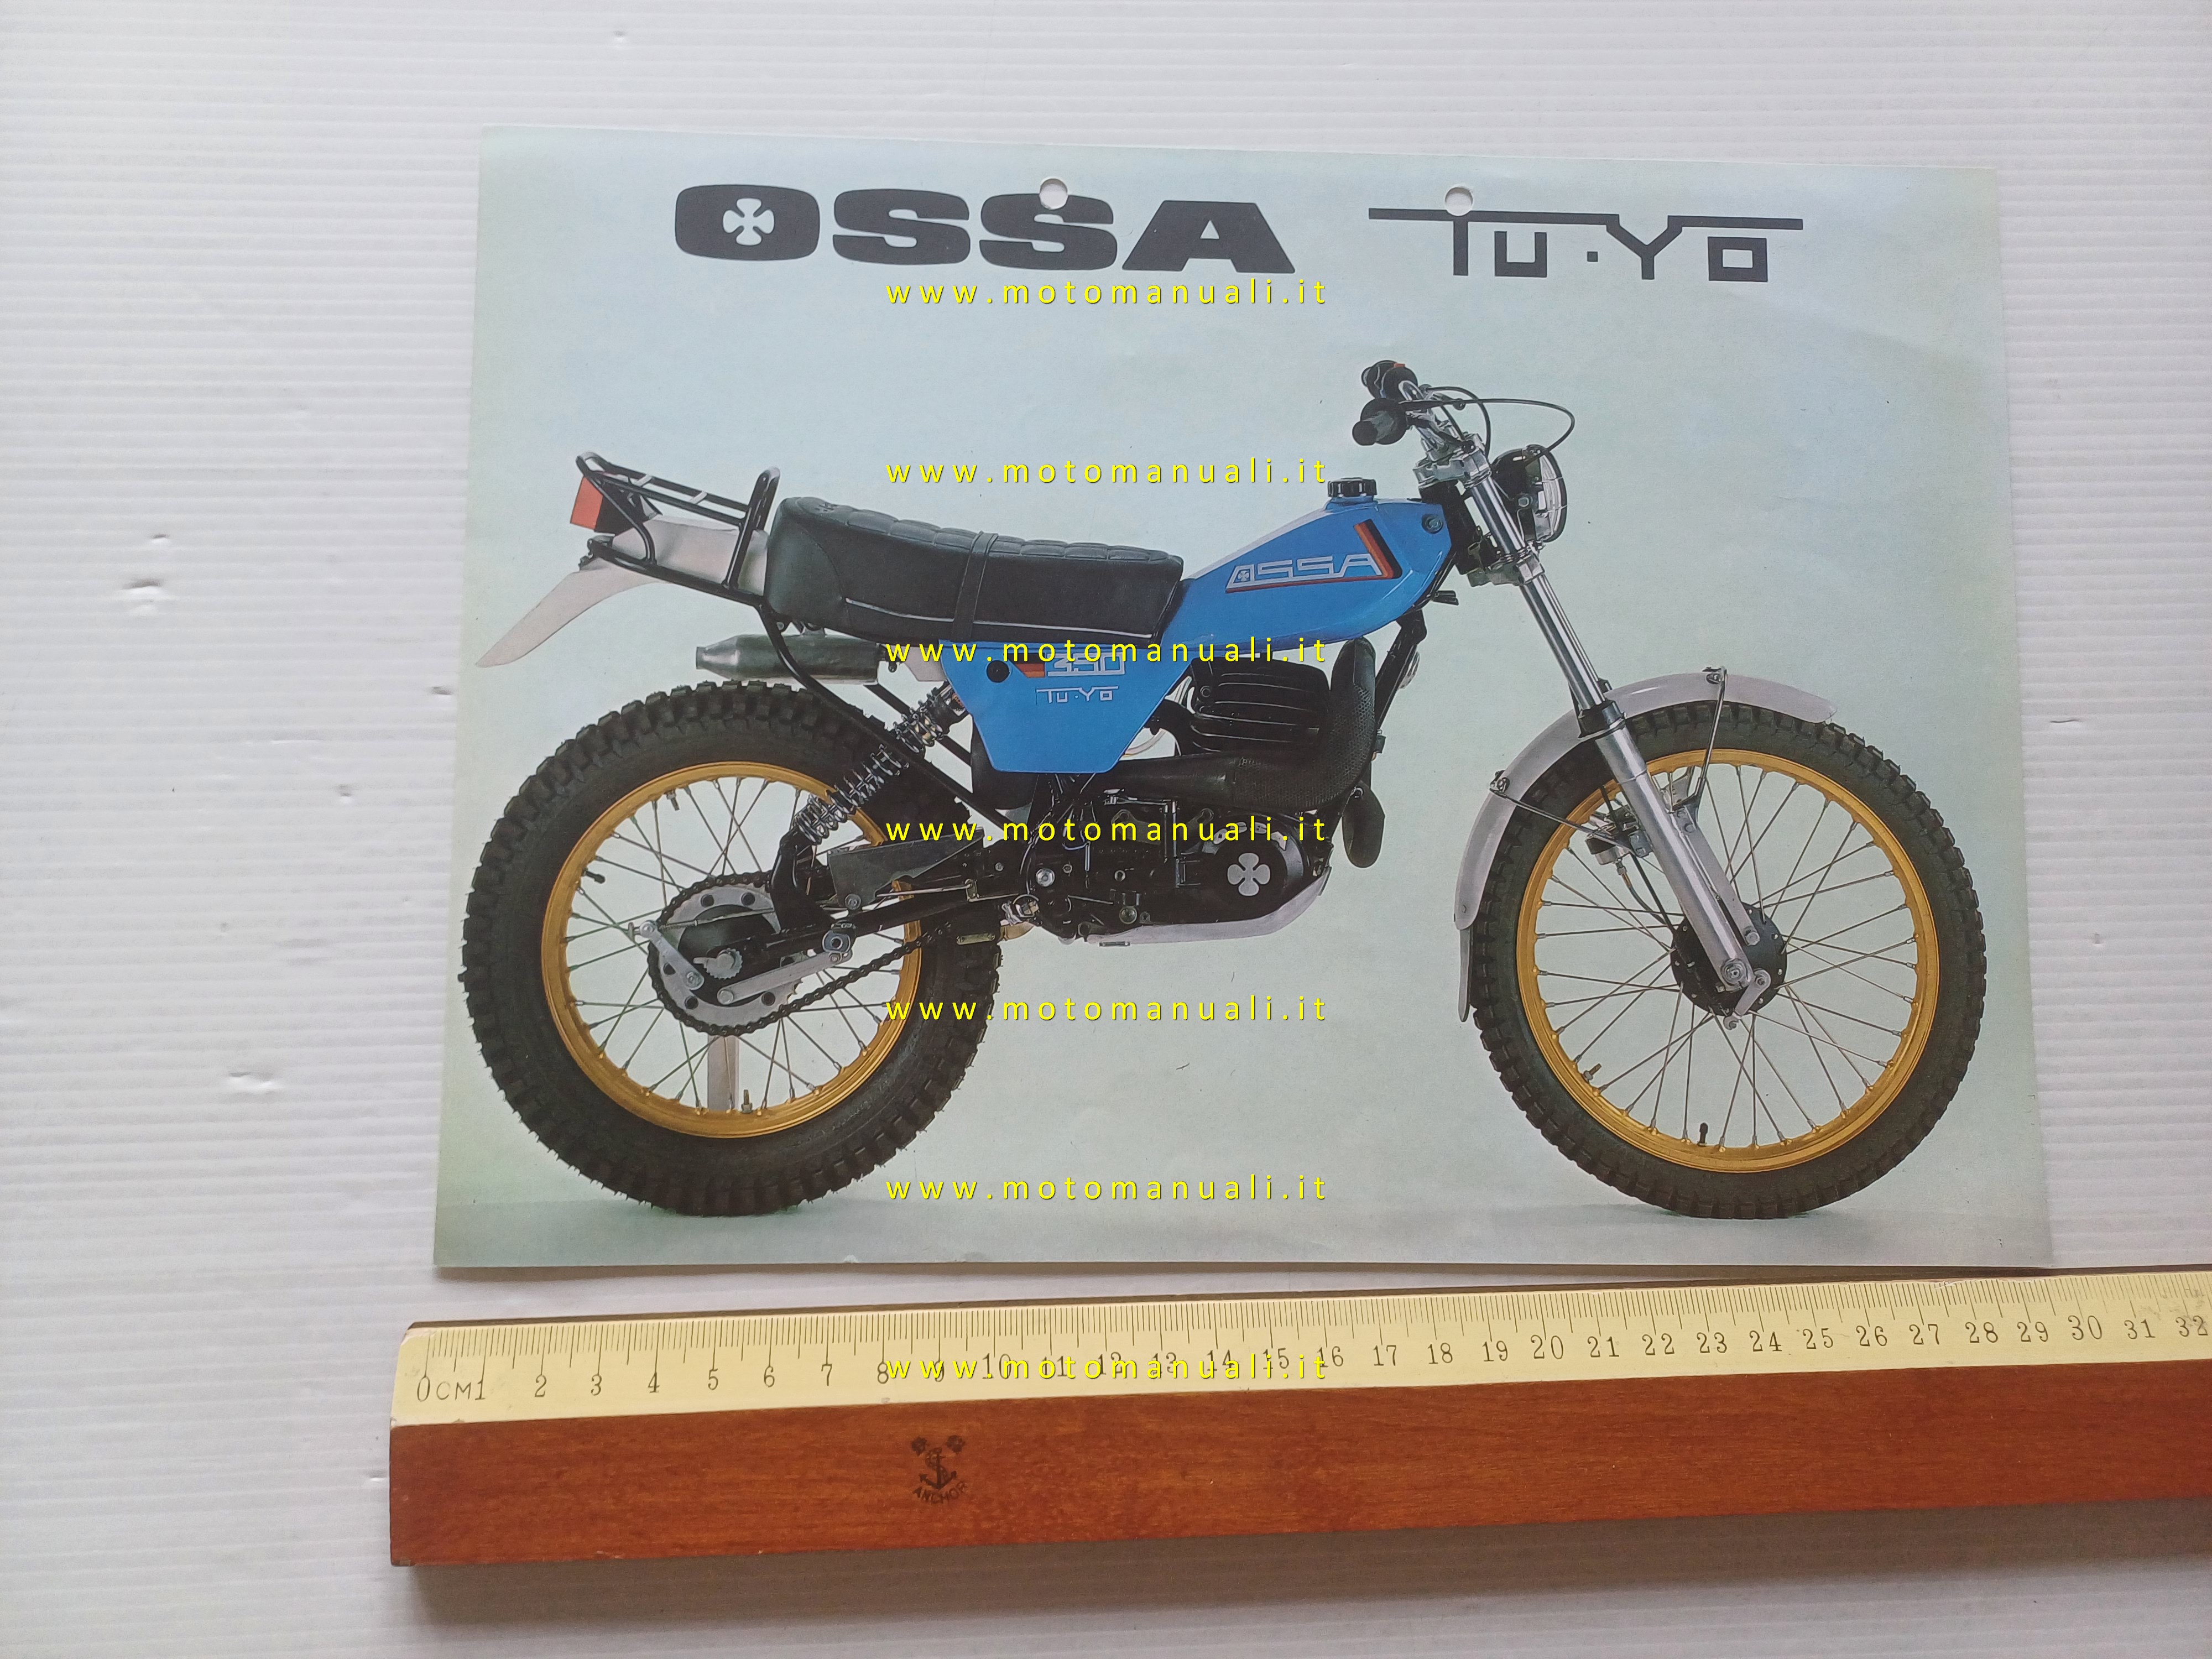 OSSA TU·YO
www.motomanuali.it
www.motomanuali.it
OSSA
www.motomanuali.it
350
TU·YO
www.motomanuali.it
www.motomanuali.it
www.motomanuali.it
0CM1 2 3 4 5 6 7 8 9 10 11 12 13 14 15 16 17 18 19 20 21 22 23 24 25 26 27 28 29 30 31 32
www.motomanuali.it
ANCHOR